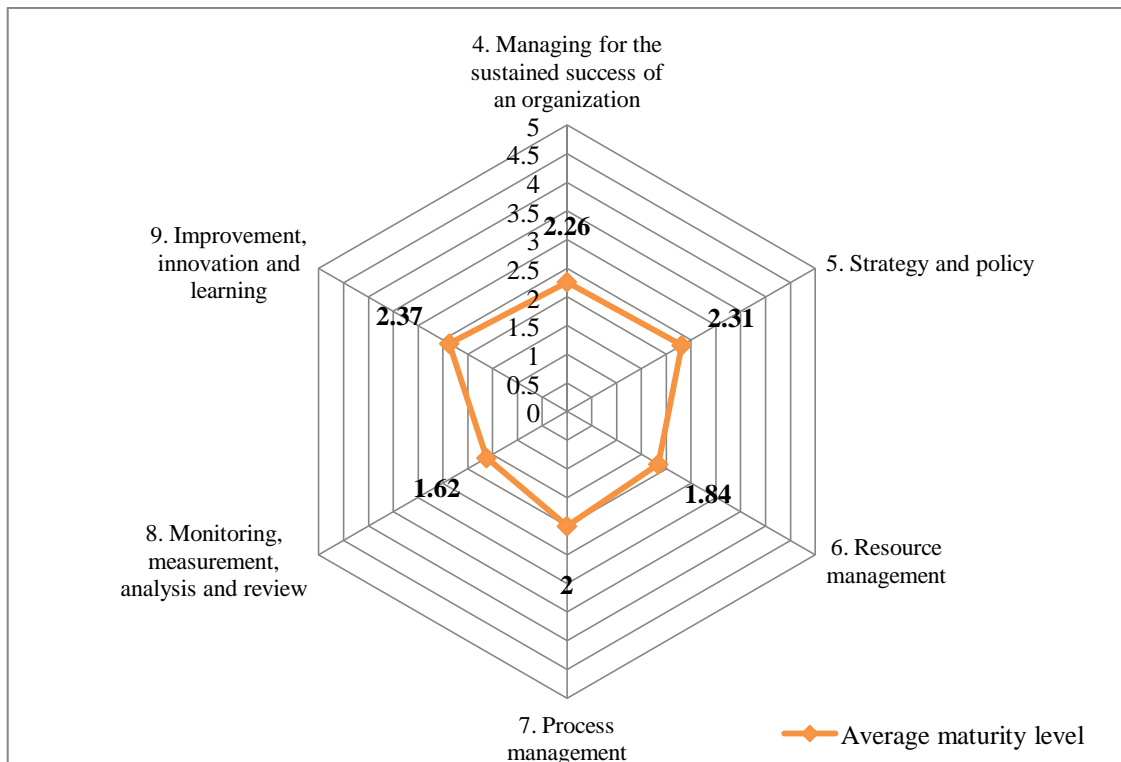 4. Managing for the
sustained success of
an organization
5
4.5
4
3.5
3
2.5
2
1.5
1
0.5
0
2.26
5. Strategy and policy
2.31
6. Resource
management
1.84
7. Process
management
2
8. Monitoring,
measurement,
analysis and review
1.62
9. Improvement,
innovation and
learning
2.37
Average maturity level